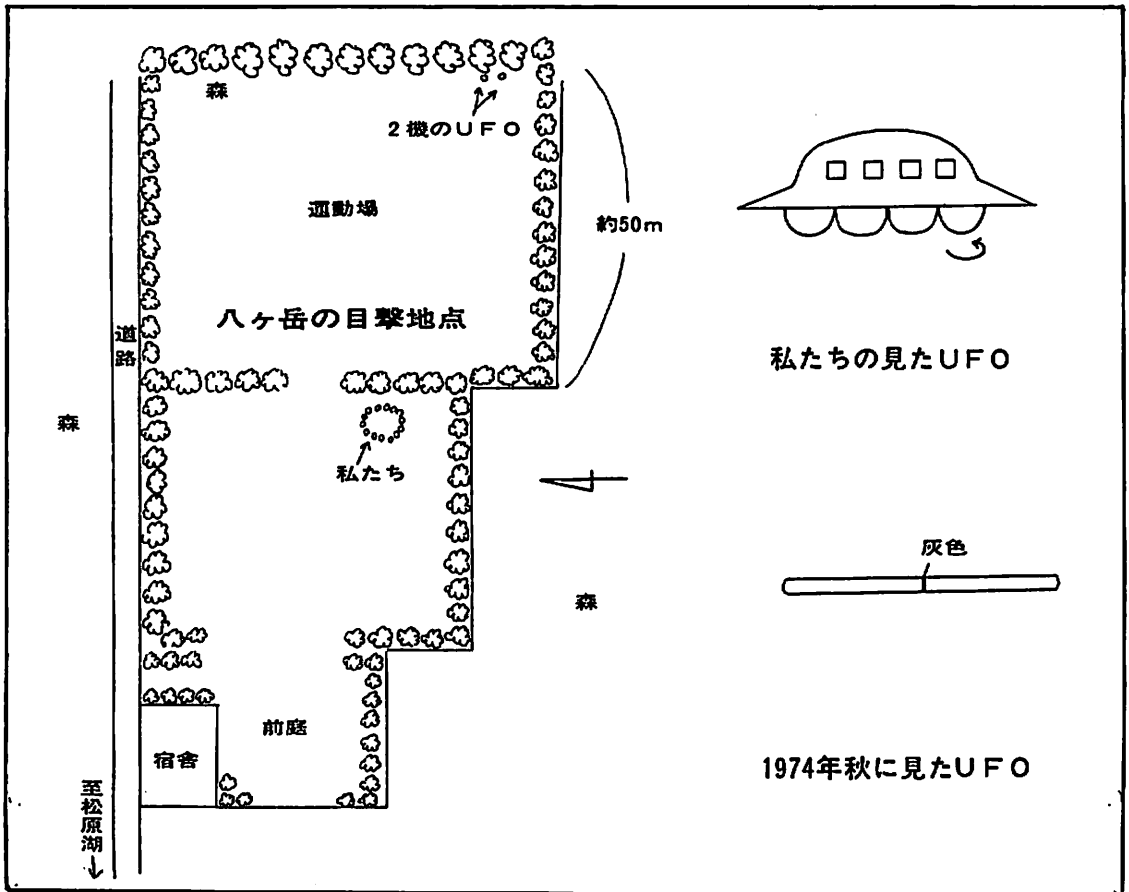 森
2機のUFO
運動場
約50m
八ヶ岳の目撃地点
道路
私たちの見たUFO
森
私たち
灰色
森
前庭
宿舎
1974年秋に見たUFO
至松原湖